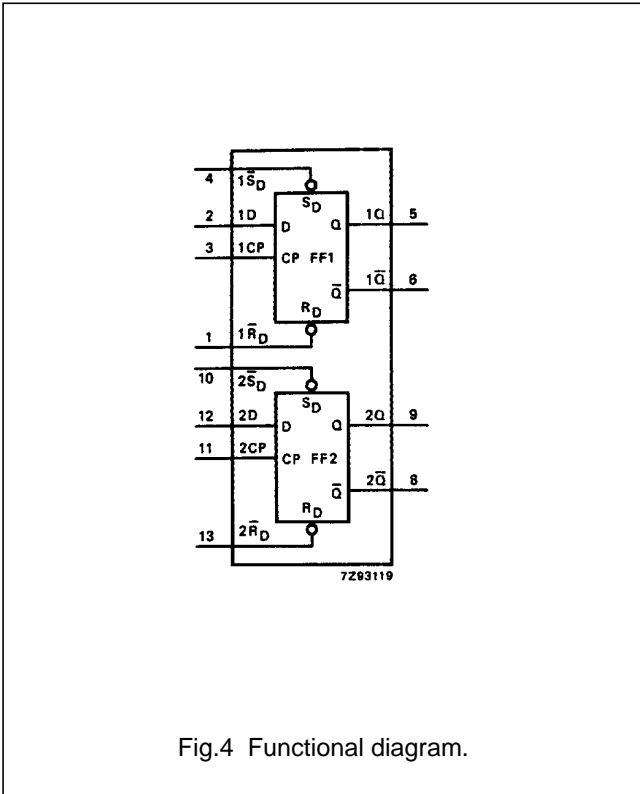 4 1S̅D
SD
2 1D D Q 1Q 5
3 1CP CP FF1
Q̅ 1Q̅ 6
RD
1 1R̅D
10 2S̅D
SD
12 2D D Q 2Q 9
11 2CP CP FF2
Q̅ 2Q̅ 8
RD
13 2R̅D
7Z93119
Fig.4 Functional diagram.